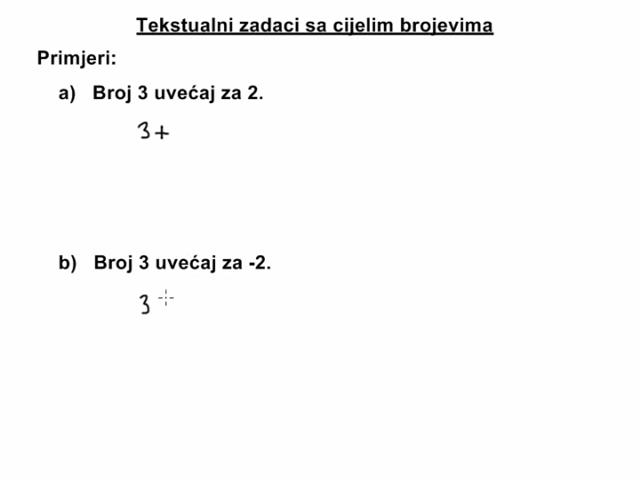 Tekstualni zadaci sa cijelim brojevima
Primjeri:
a) Broj 3 uvećaj za 2.
3+
b) Broj 3 uvećaj za -2.
3